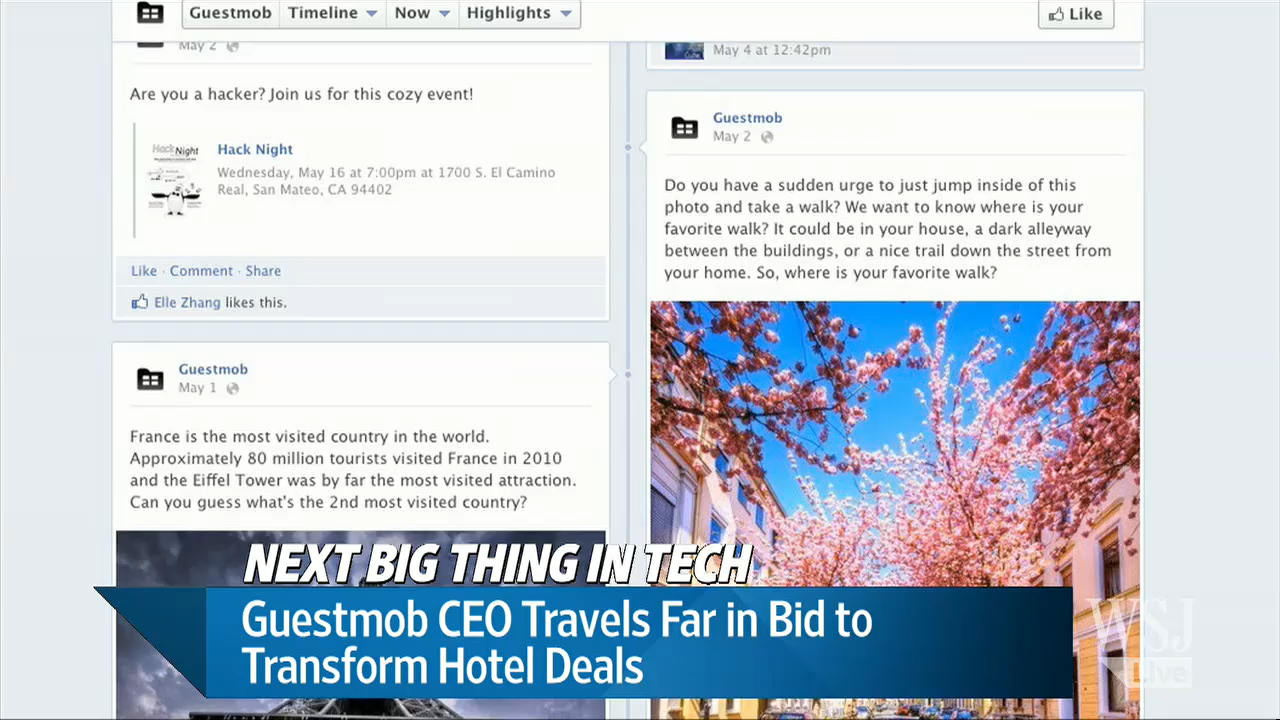 Guestmob Timeline Now Highlights
Like
May 2
Are you a hacker? Join us for this cozy event!
Hack Night
Hack Night
Wednesday, May 16 at 7:00pm at 1700 S. El Camino
Real, San Mateo, CA 94402
Like · Comment · Share
Elle Zhang likes this.
Guestmob
May 1
France is the most visited country in the world.
Approximately 80 million tourists visited France in 2010
and the Eiffel Tower was by far the most visited attraction.
Can you guess what's the 2nd most visited country?
May 4 at 12:42pm
Guestmob
May 2
Do you have a sudden urge to just jump inside of this
photo and take a walk? We want to know where is your
favorite walk? It could be in your house, a dark alleyway
between the buildings, or a nice trail down the street from
your home. So, where is your favorite walk?
NEXT BIG THING IN TECH
Guestmob CEO Travels Far in Bid to
Transform Hotel Deals
WSJ
Live